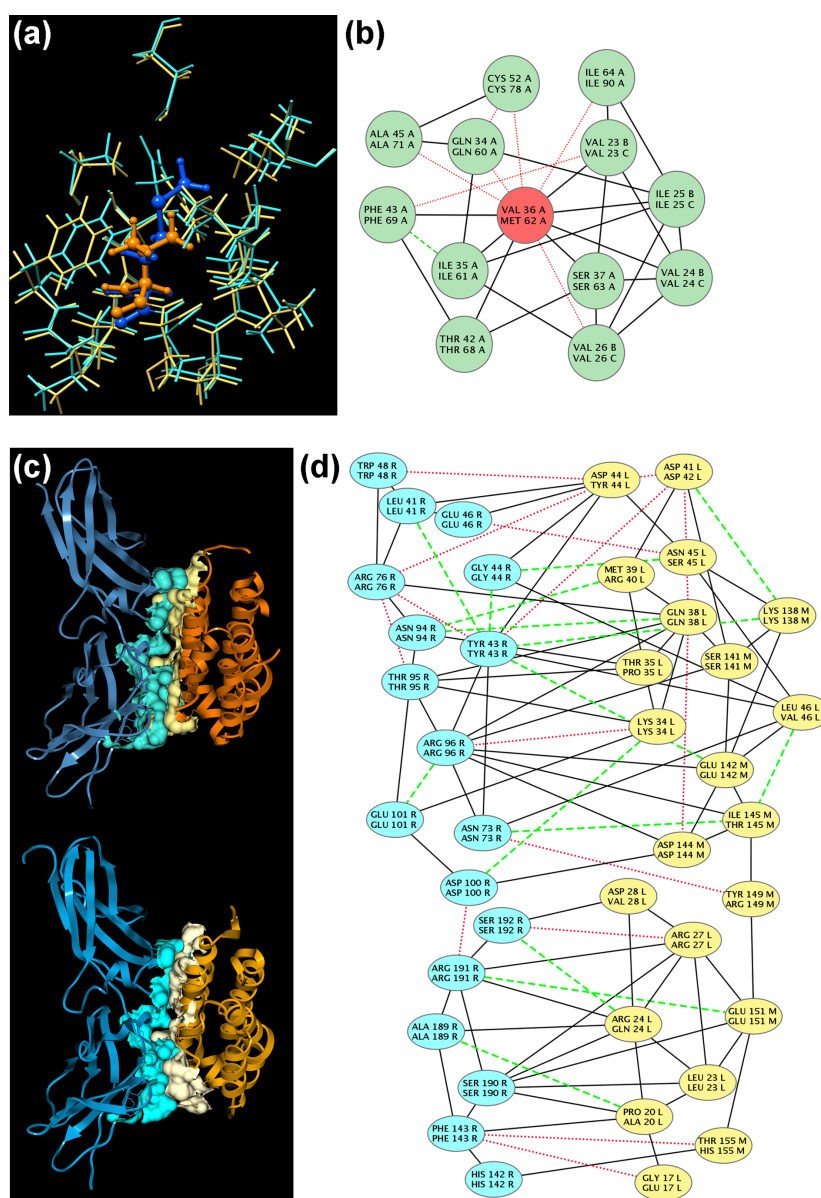 (a)
(b)
CYS 52 A
CYS 78 A
ILE 64 A
ILE 90 A
ALA 45 A
ALA 71 A
GLN 34 A
GLN 60 A
VAL 23 B
VAL 23 C
PHE 43 A
PHE 69 A
VAL 36 A
MET 62 A
ILE 25 B
ILE 25 C
ILE 35 A
ILE 61 A
SER 37 A
SER 63 A
VAL 24 B
VAL 24 C
THR 42 A
THR 68 A
VAL 26 B
VAL 26 C
(c)
(d)
TRP 48 R
TRP 48 R
ASP 44 L
TYR 44 L
ASP 41 L
ASP 42 L
LEU 41 R
LEU 41 R
GLU 46 R
GLU 46 R
GLY 44 R
GLY 44 R
MET 39 L
ARG 40 L
ASN 45 L
SER 45 L
ARG 76 R
ARG 76 R
ASN 94 R
ASN 94 R
GLN 38 L
GLN 38 L
LYS 138 M
LYS 138 M
TYR 43 R
TYR 43 R
THR 35 L
PRO 35 L
SER 141 M
SER 141 M
THR 95 R
THR 95 R
ARG 96 R
ARG 96 R
LYS 34 L
LYS 34 L
LEU 46 L
VAL 46 L
GLU 142 M
GLU 142 M
GLU 101 R
GLU 101 R
ASN 73 R
ASN 73 R
ILE 145 M
THR 145 M
ASP 144 M
ASP 144 M
ASP 100 R
ASP 100 R
ASP 28 L
VAL 28 L
TYR 149 M
ARG 149 M
SER 192 R
SER 192 R
ARG 27 L
ARG 27 L
ARG 191 R
ARG 191 R
ALA 189 R
ALA 189 R
ARG 24 L
GLN 24 L
GLU 151 M
GLU 151 M
SER 190 R
SER 190 R
LEU 23 L
LEU 23 L
PHE 143 R
PHE 143 R
PRO 20 L
ALA 20 L
THR 155 M
HIS 155 M
HIS 142 R
HIS 142 R
GLY 17 L
GLU 17 L